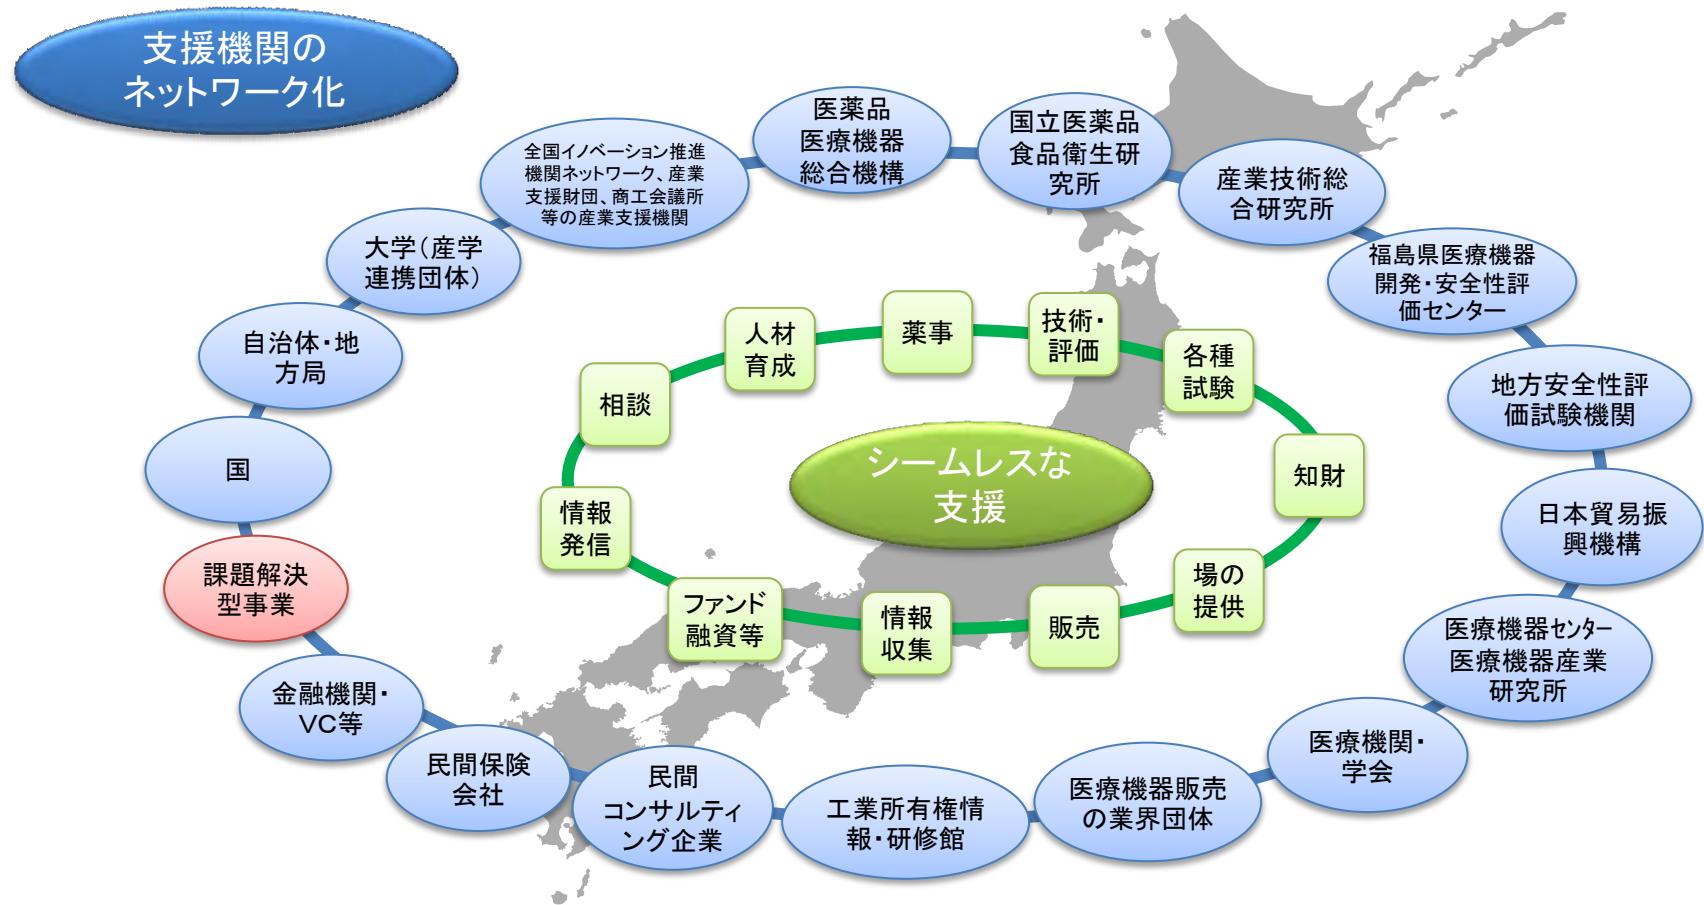 支援機関の
ネットワーク化
医薬品
医療機器
総合機構
国立医薬品
食品衛生研
究所
産業技術総
合研究所
福島県医療機器
開発・安全性評
価センター
地方安全性評
価試験機関
日本貿易振
興機構
医療機器センター
医療機器産業
研究所
医療機関・
学会
医療機器販売
の業界団体
工業所有権情
報・研修館
民間
コンサルティ
ング企業
民間保険
会社
金融機関・
VC等
課題解決
型事業
国
自治体・地
方局
大学(産学
連携団体)
全国イノベーション推進
機関ネットワーク、産業
支援財団、商工会議所
等の産業支援機関
シームレスな
支援
相談
人材
育成
薬事
技術・
評価
各種
試験
知財
場の
提供
販売
情報
収集
ファンド
融資等
情報
発信